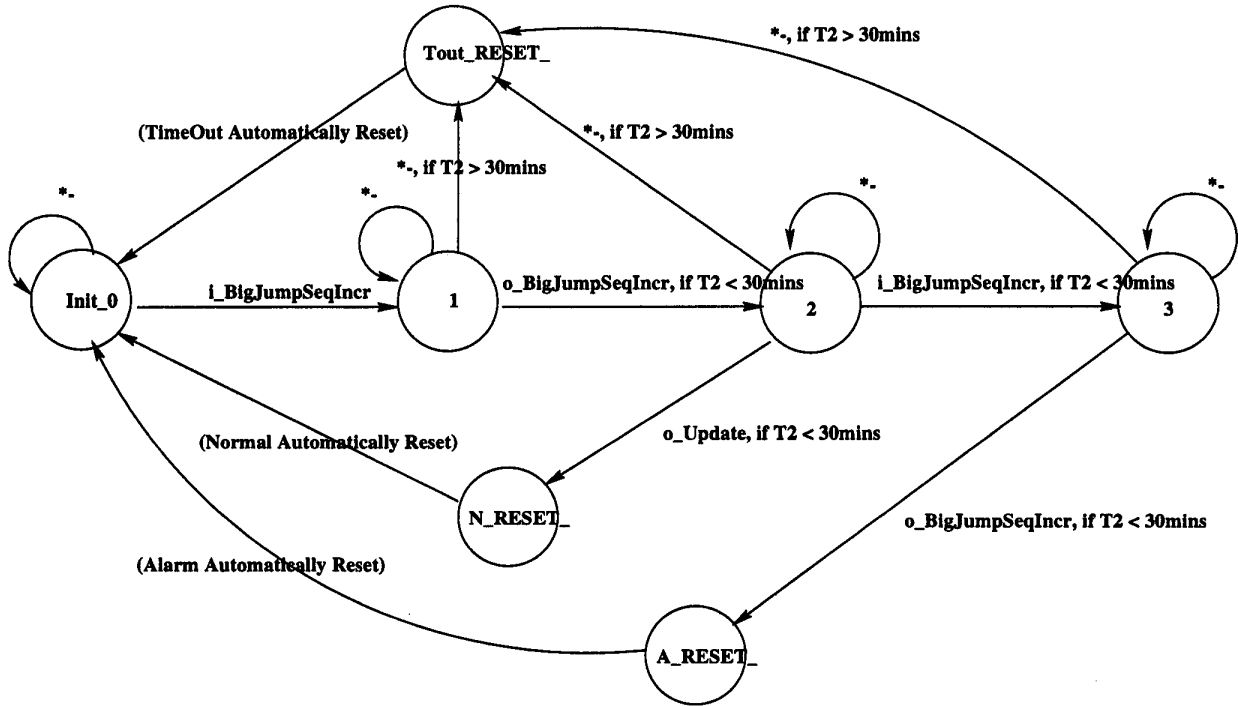 *-, if T2 > 30mins
Tout_RESET_
(TimeOut Automatically Reset)
*-, if T2 > 30mins
*-, if T2 > 30mins
*-
*-
*-
*-
Init_0
i_BigJumpSeqIncr
1
o_BigJumpSeqIncr, if T2 < 30mins
2
i_BigJumpSeqIncr, if T2 < 30mins
3
(Normal Automatically Reset)
o_Update, if T2 < 30mins
N_RESET_
o_BigJumpSeqIncr, if T2 < 30mins
(Alarm Automatically Reset)
A_RESET_